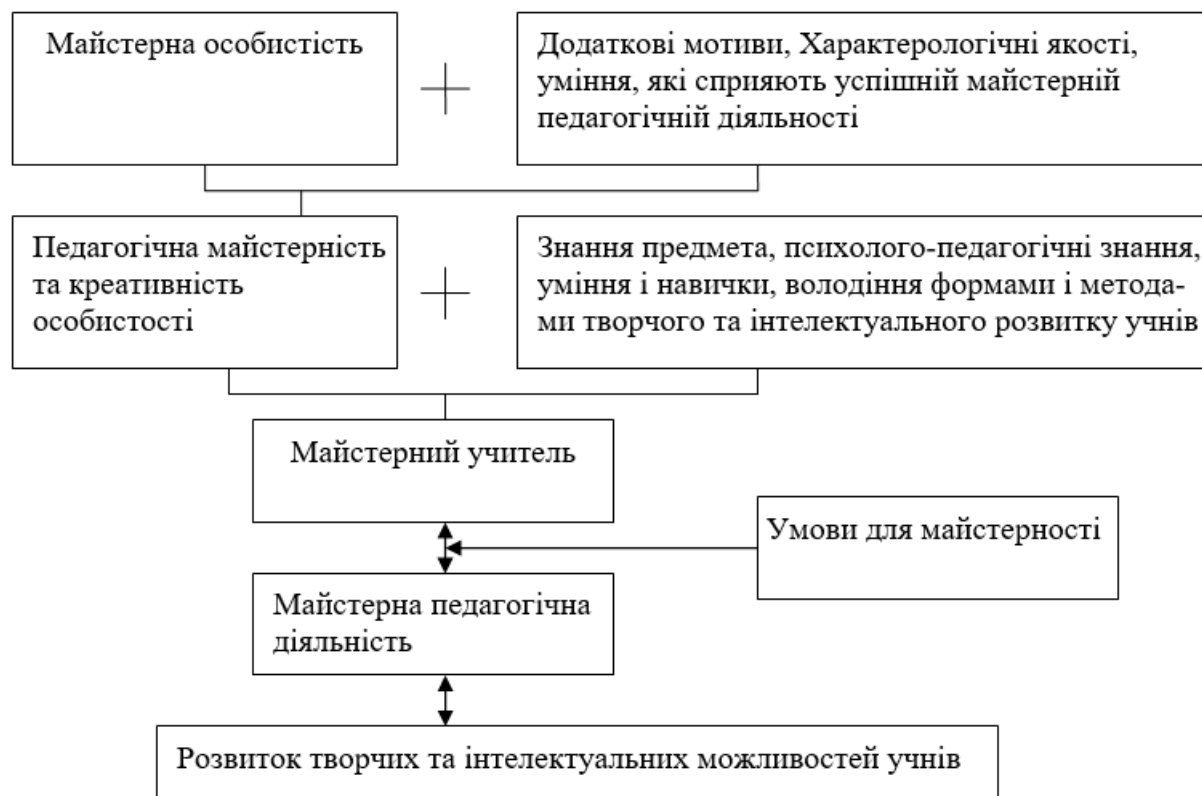 Майстерна особистість
Додаткові мотиви, Характерологічні якості,
уміння, які сприяють успішній майстерній
педагогічній діяльності
Педагогічна майстерність
та креативність
особистості
Знання предмета, психолого-педагогічні знання,
уміння і навички, володіння формами і мето­да-
ми творчого та інтелектуального розвитку учнів
Майстерний учитель
Умови для майстерності
Майстерна педагогічна
діяльність
Розвиток творчих та інтелектуальних можливостей учнів